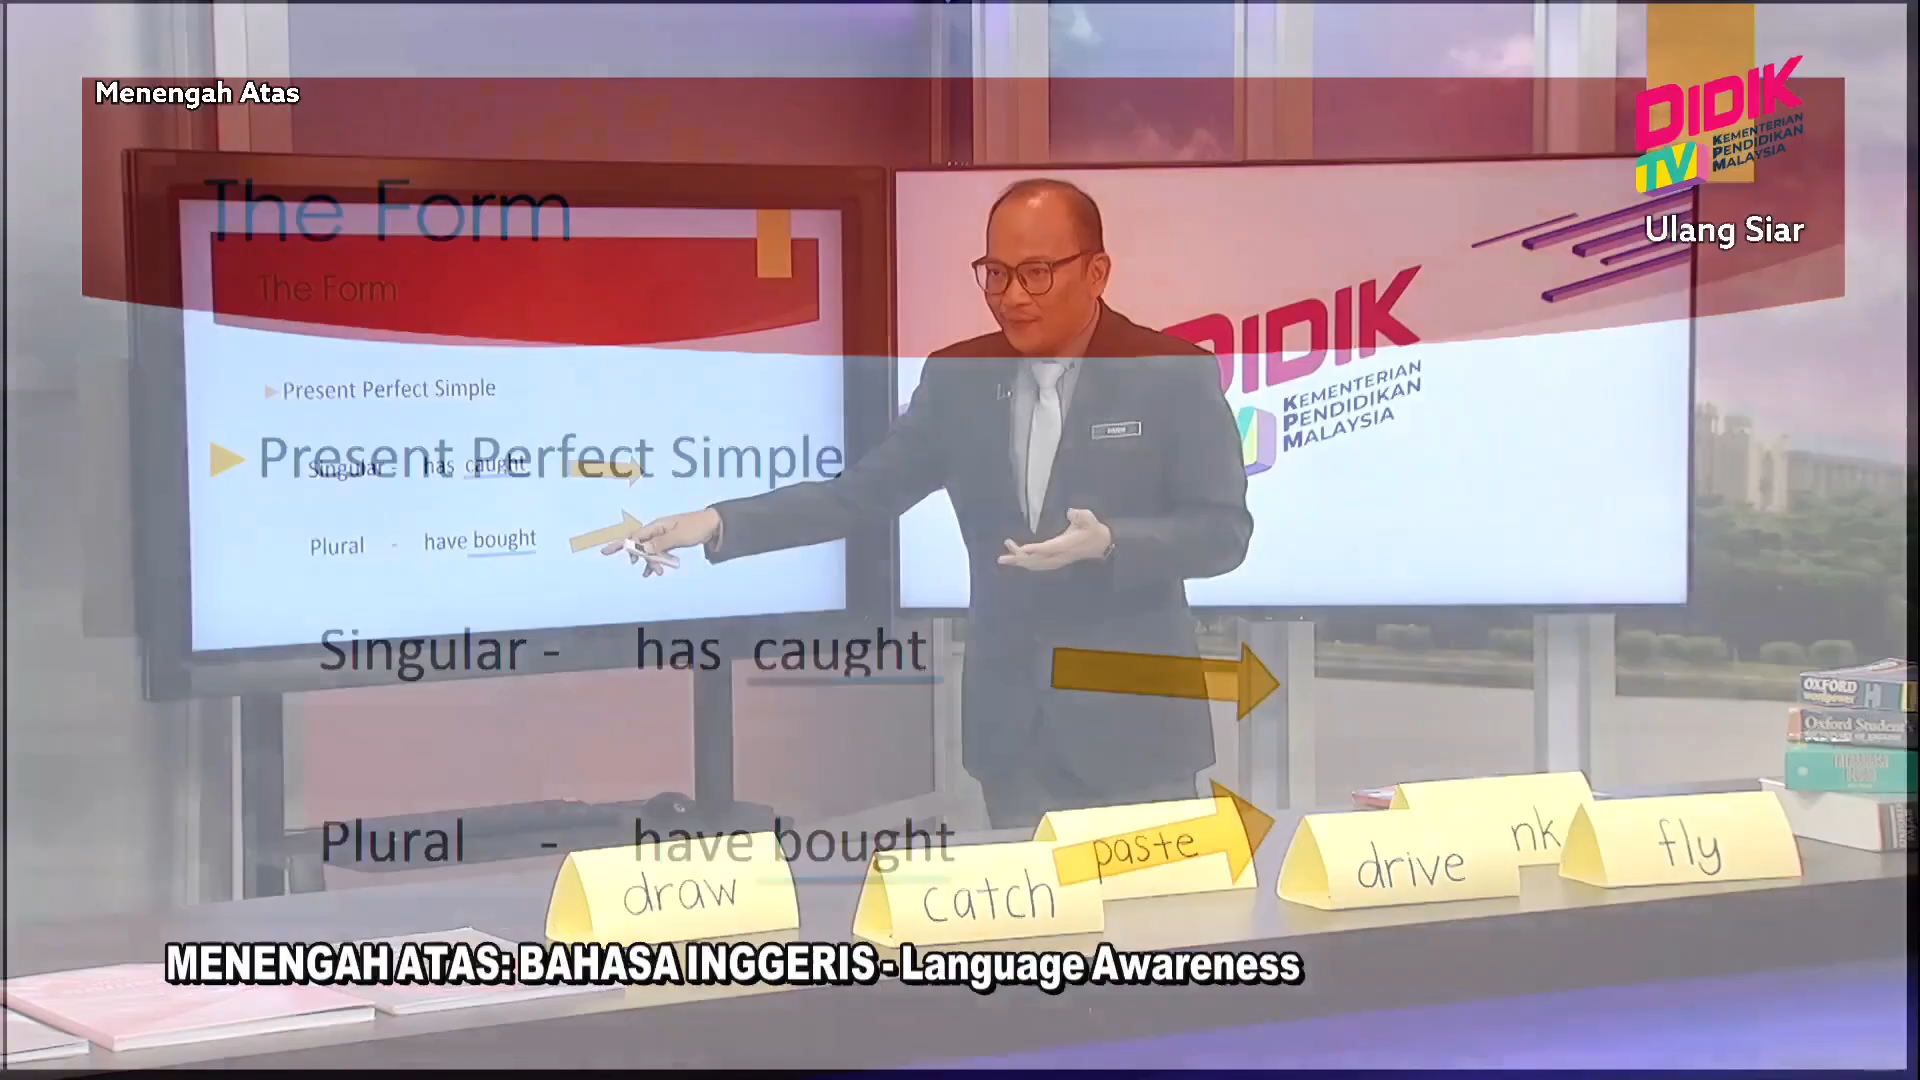 Menengah Atas
DIDIK
TV
KEMENTERIAN
PENDIDIKAN
MALAYSIA
Ulang Siar
The Form
The Form
Present Perfect Simple
Present Perfect Simple
Singular - has caught
Plural - have bought
DIDIK
KEMENTERIAN
PENDIDIKAN
MALAYSIA
Singular - has caught
Plural - have bought
OXFORD
wordpower
Oxford Student's
draw
catch
paste
drive
nk
fly
MENENGAH ATAS: BAHASA INGGERIS - Language Awareness